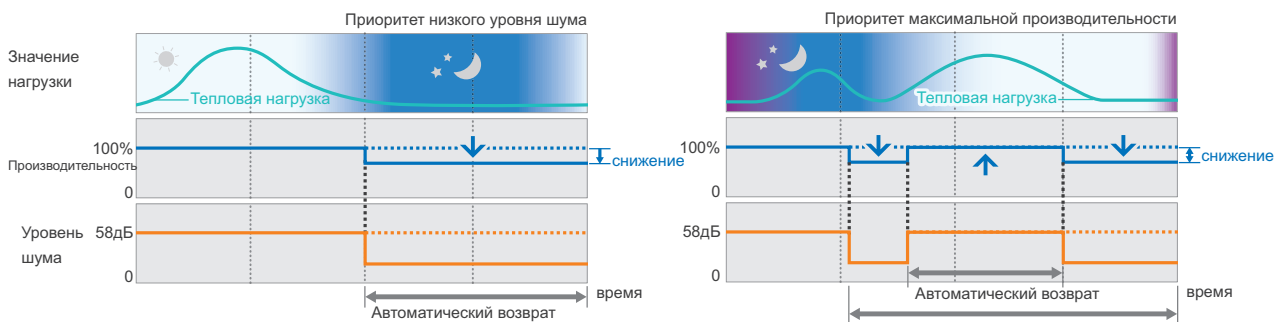 Приоритет низкого уровня шума
Значение
нагрузки
Тепловая нагрузка
100%
Производительность
0
снижение
Уровень
шума
58дБ
0
время
Автоматический возврат
Приоритет максимальной производительности
Тепловая нагрузка
100%
0
снижение
58дБ
0
Автоматический возврат
время